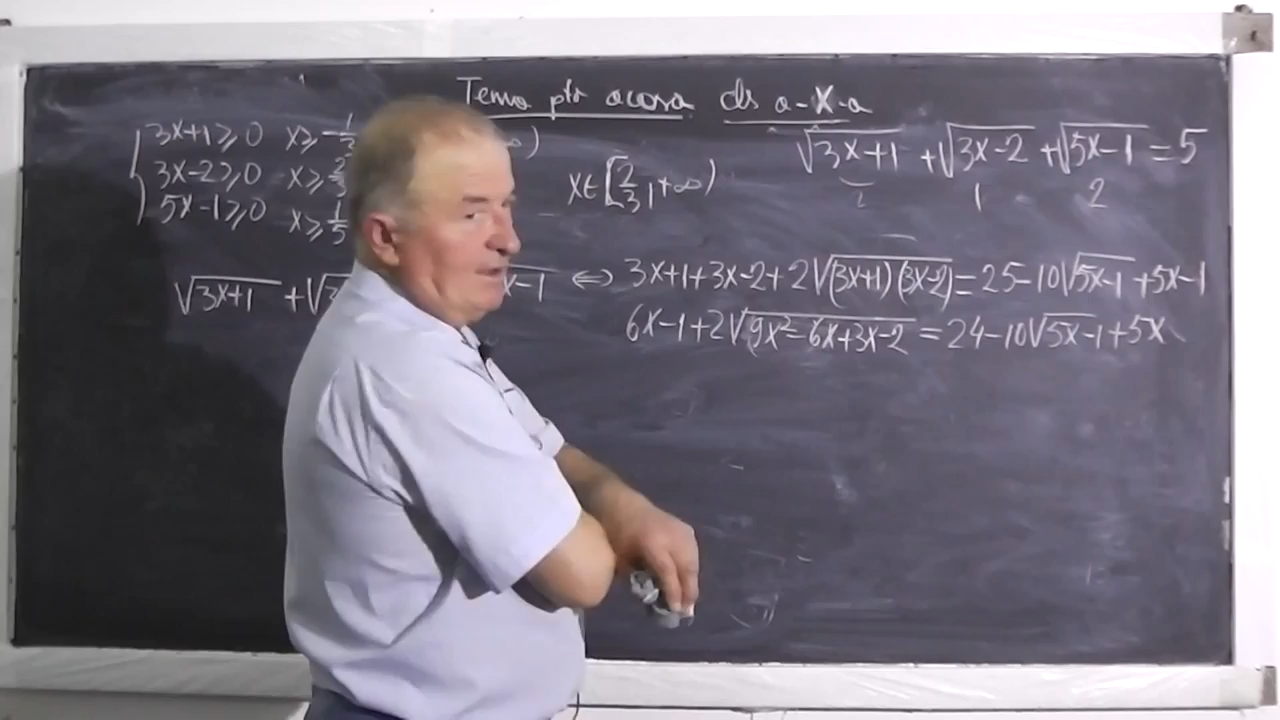 Tema ptr acasa cls a-X-a
3x+1⩾0 x⩾-1/3
3x-2⩾0 x⩾2/3
5x-1⩾0 x⩾1/5
x∈[2/3,+∞)
√(3x+1) + √(3x-2) + √(5x-1) = 5
2 1 2
√(3x+1) + √
x-1 ⇔ 3x+1+3x-2+2√((3x+1)(3x-2)) = 25-10√(5x-1)+5x-1
6x-1+2√(9x²-6x+3x-2) = 24-10√(5x-1)+5x